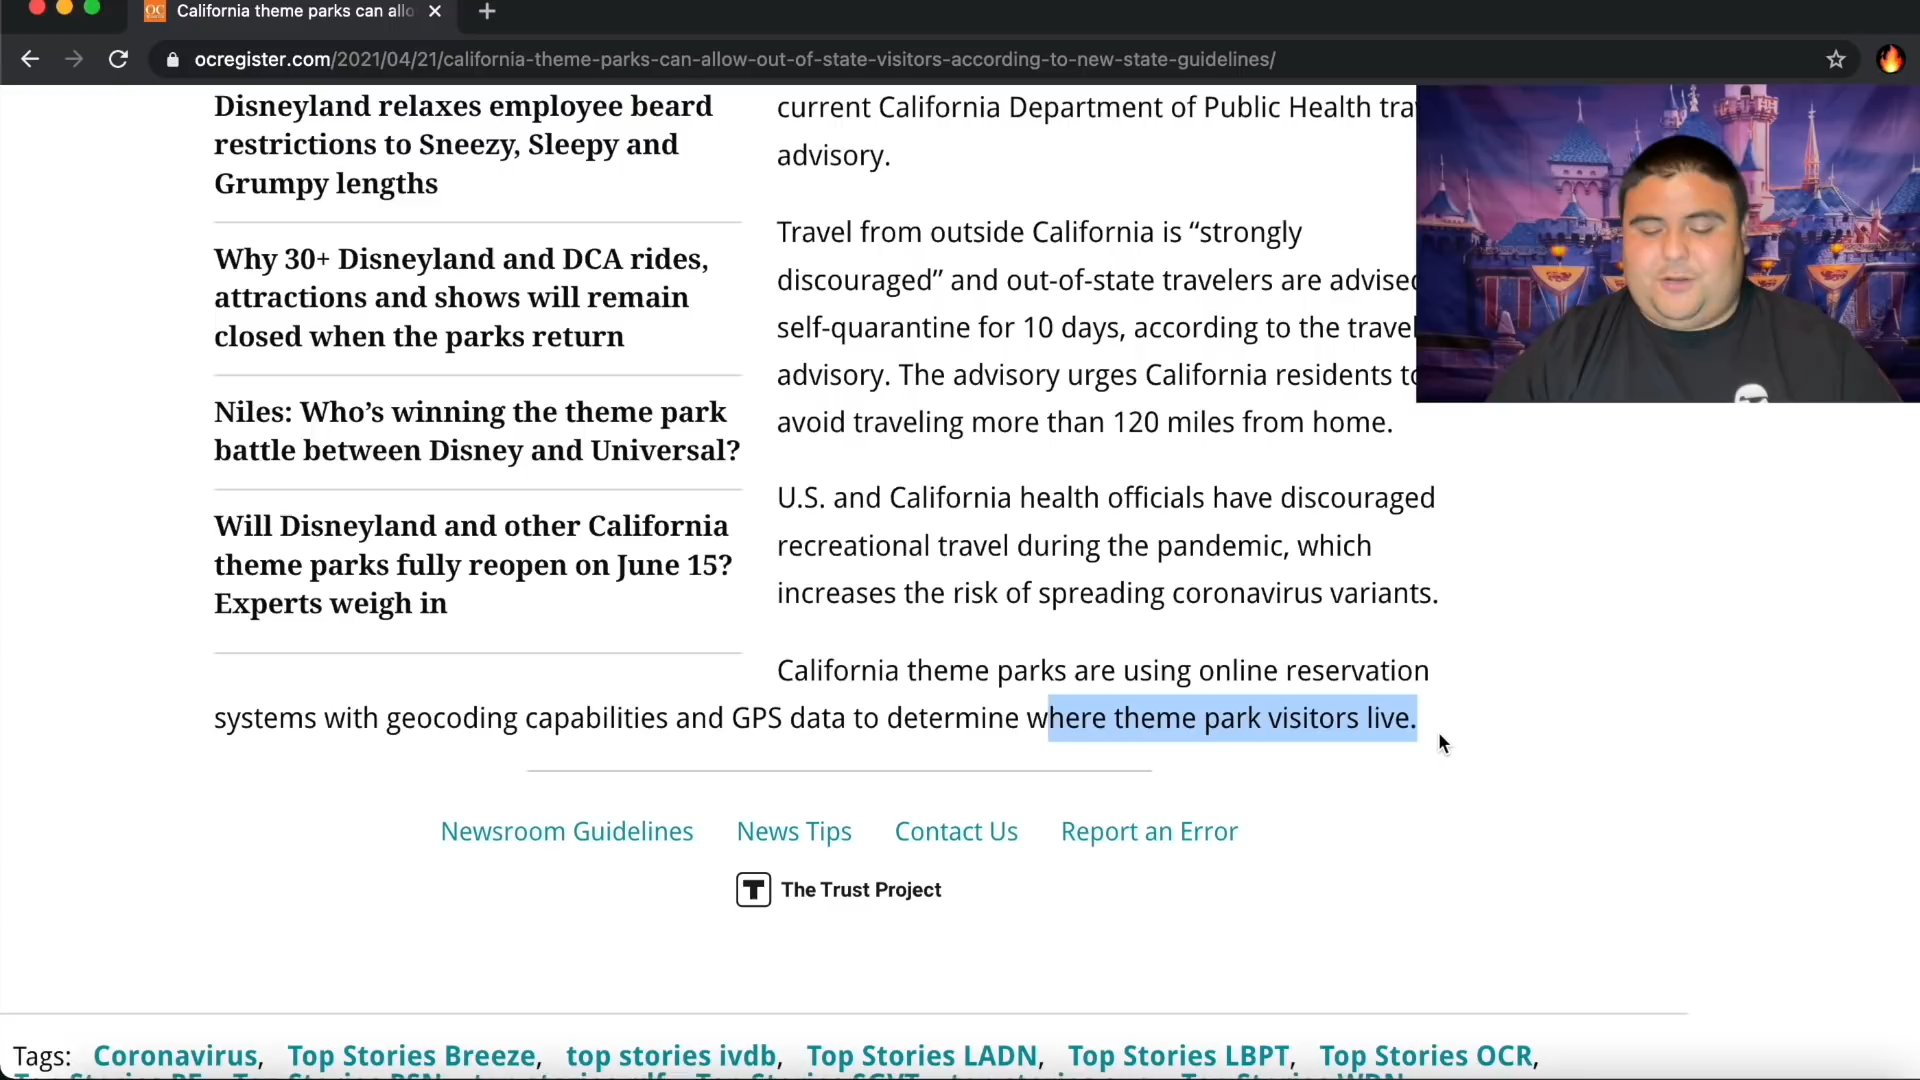 OC
California theme parks can allo
ocregister.com/2021/04/21/california-theme-parks-can-allow-out-of-state-visitors-according-to-new-state-guidelines/
Disneyland relaxes employee beard
restrictions to Sneezy, Sleepy and
Grumpy lengths
Why 30+ Disneyland and DCA rides,
attractions and shows will remain
closed when the parks return
Niles: Who’s winning the theme park
battle between Disney and Universal?
Will Disneyland and other California
theme parks fully reopen on June 15?
Experts weigh in
current California Department of Public Health tra
advisory.
Travel from outside California is “strongly
discouraged” and out-of-state travelers are advised
self-quarantine for 10 days, according to the travel
advisory. The advisory urges California residents to
avoid traveling more than 120 miles from home.
U.S. and California health officials have discouraged
recreational travel during the pandemic, which
increases the risk of spreading coronavirus variants.
California theme parks are using online reservation
systems with geocoding capabilities and GPS data to determine where theme park visitors live.
Newsroom Guidelines News Tips Contact Us Report an Error
T The Trust Project
Tags: Coronavirus, Top Stories Breeze, top stories ivdb, Top Stories LADN, Top Stories LBPT, Top Stories OCR,